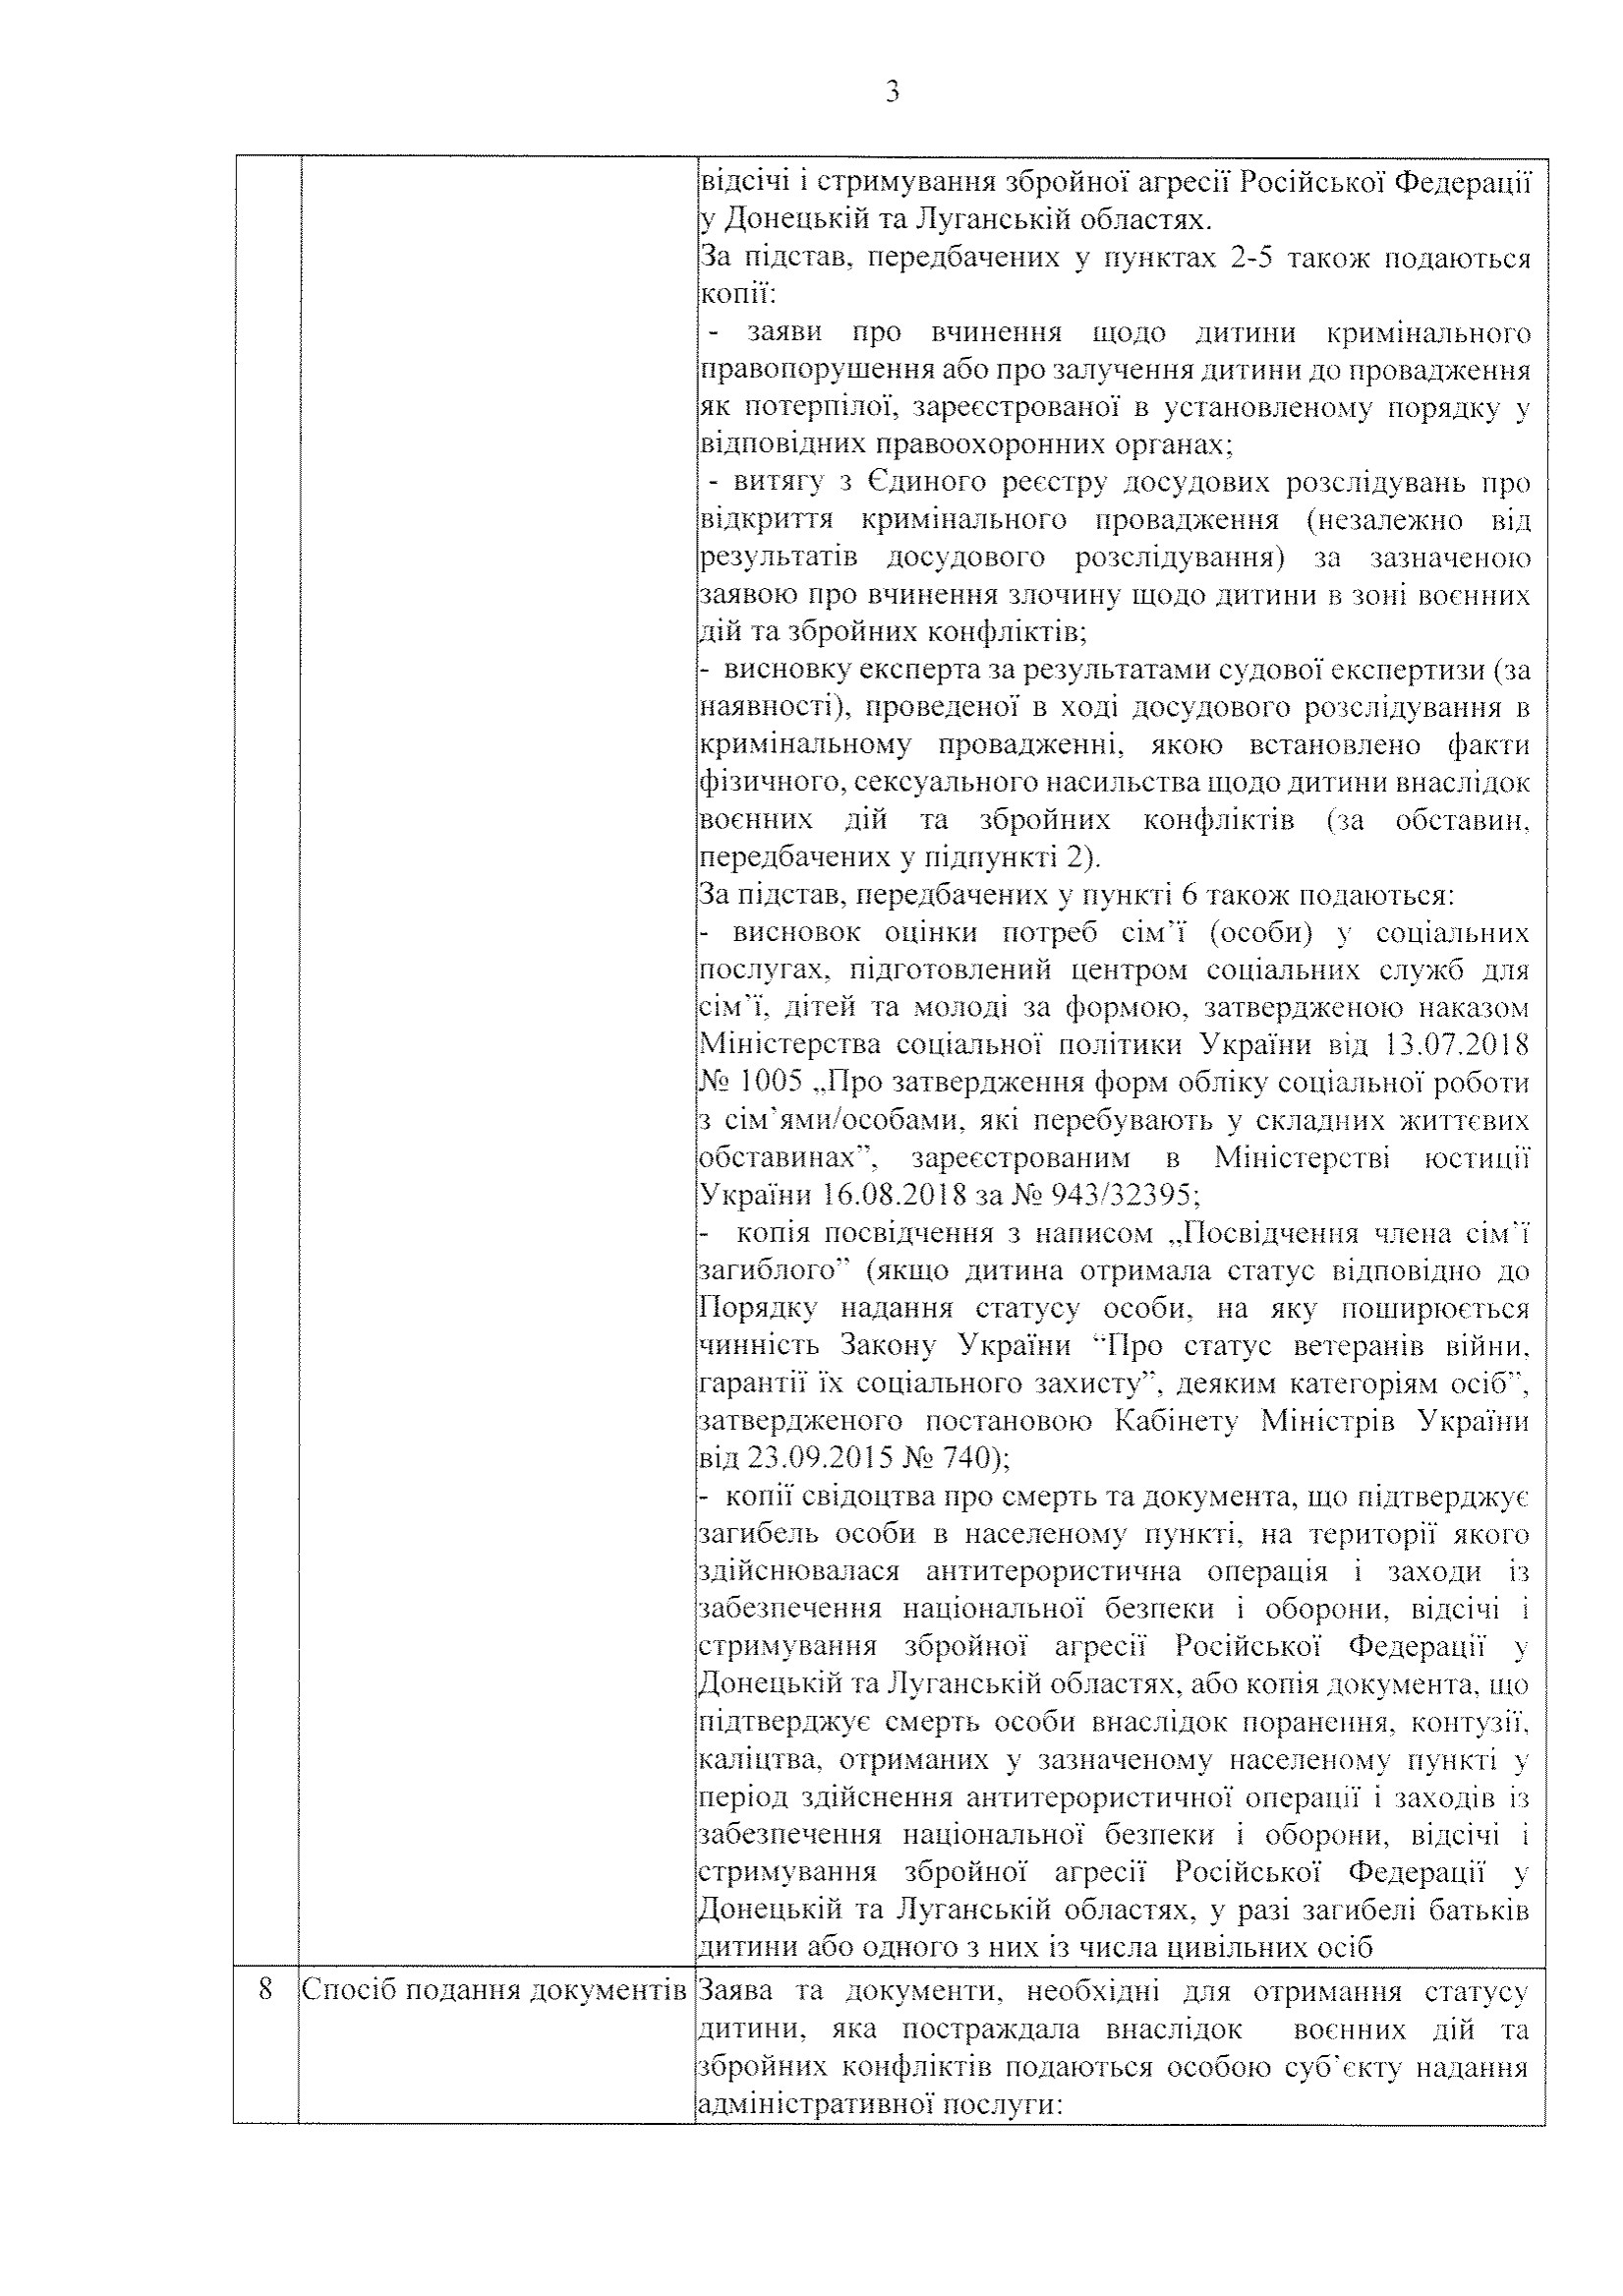 3
відсічі і стримування збройної агресії Російської Федерації
у Донецькій та Луганській областях.
За підстав, передбачених у пунктах 2-5 також подаються
копії:
- заяви про вчинення щодо дитини кримінального
правопорушення або про залучення дитини до провадження
як потерпілої, зареєстрованої в установленому порядку у
відповідних правоохоронних органах;
- витягу з Єдиного реєстру досудових розслідувань про
відкриття кримінального провадження (незалежно від
результатів досудового розслідування) за зазначеною
заявою про вчинення злочину щодо дитини в зоні воєнних
дій та збройних конфліктів;
- висновку експерта за результатами судової експертизи (за
наявності), проведеної в ході досудового розслідування в
кримінальному провадженні, якою встановлено факти
фізичного, сексуального насильства щодо дитини внаслідок
воєнних дій та збройних конфліктів (за обставин,
передбачених у підпункті 2).
За підстав, передбачених у пункті 6 також подаються:
- висновок оцінки потреб сім'ї (особи) у соціальних
послугах, підготовлений центром соціальних служб для
сім'ї, дітей та молоді за формою, затвердженою наказом
Міністерства соціальної політики України від 13.07.2018
№ 1005 „Про затвердження форм обліку соціальної роботи
з сім'ями/особами, які перебувають у складних життєвих
обставинах”, зареєстрованим в Міністерстві юстиції
України 16.08.2018 за № 943/32395;
- копія посвідчення з написом „Посвідчення члена сім'ї
загиблого” (якщо дитина отримала статус відповідно до
Порядку надання статусу особи, на яку поширюється
чинність Закону України “Про статус ветеранів війни,
гарантії їх соціального захисту”, деяким категоріям осіб”,
затвердженого постановою Кабінету Міністрів України
від 23.09.2015 № 740);
- копії свідоцтва про смерть та документа, що підтверджує
загибель особи в населеному пункті, на території якого
здійснювалася антитерористична операція і заходи із
забезпечення національної безпеки і оборони, відсічі і
стримування збройної агресії Російської Федерації у
Донецькій та Луганській областях, або копія документа, що
підтверджує смерть особи внаслідок поранення, контузії,
каліцтва, отриманих у зазначеному населеному пункті у
період здійснення антитерористичної операції і заходів із
забезпечення національної безпеки і оборони, відсічі і
стримування збройної агресії Російської Федерації у
Донецькій та Луганській областях, у разі загибелі батьків
дитини або одного з них із числа цивільних осіб
8 Спосіб подання документів Заява та документи, необхідні для отримання статусу
дитини, яка постраждала внаслідок воєнних дій та
збройних конфліктів подаються особою суб'єкту надання
адміністративної послуги: